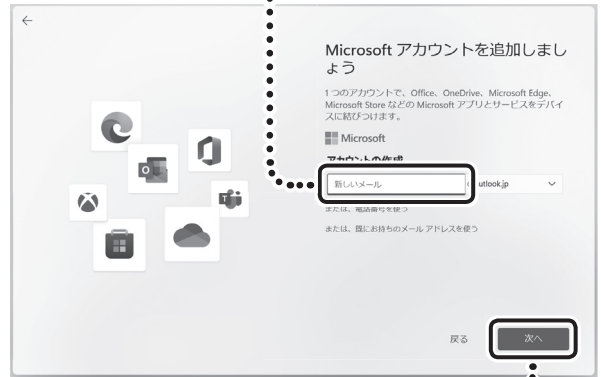 Microsoft アカウントを追加しまし
ょう
1 つのアカウントで、Office、OneDrive、Microsoft Edge、
Microsoft Store などの Microsoft アプリとサービスをデバイ
スに結びつけます。
Microsoft
アカウントの作成
新しいメール utlook.jp
または、電話番号を使う
または、既にお持ちのメール アドレスを使う
戻る 次へ